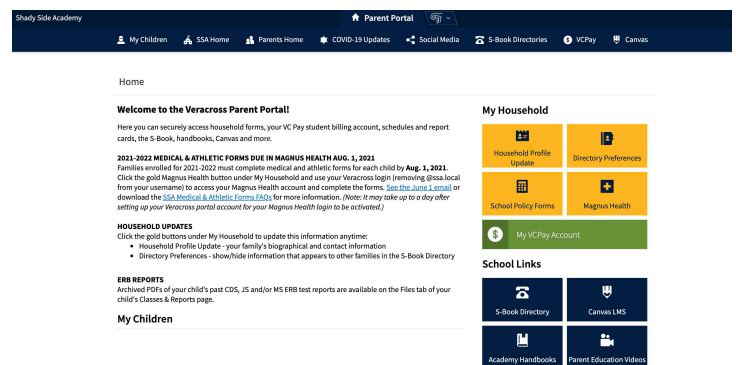 Shady Side Academy
Parent Portal
My Children SSA Home Parents Home COVID-19 Updates Social Media S-Book Directories VCPay Canvas
Home
Welcome to the Veracross Parent Portal!
Here you can securely access household forms, your VC Pay student billing account, schedules and report
cards, the S-Book, handbooks, Canvas and more.
2021-2022 MEDICAL & ATHLETIC FORMS DUE IN MAGNUS HEALTH AUG. 1, 2021
Families enrolled for 2021-2022 must complete medical and athletic forms for each child by Aug. 1, 2021.
Click the gold Magnus Health button under My Household and use your Veracross login (removing @ssa.local
from your username) to access your Magnus Health account and complete the forms. See the June 1 email or
download the SSA Medical & Athletic Forms FAQs for more information. (Note: It may take up to a day after
setting up your Veracross portal account for your Magnus Health login to be activated.)
HOUSEHOLD UPDATES
Click the gold buttons under My Household to update this information anytime:
• Household Profile Update - your family's biographical and contact information
• Directory Preferences - show/hide information that appears to other families in the S-Book Directory
ERB REPORTS
Archived PDFs of your child's past CDS, JS and/or MS ERB test reports are available on the Files tab of your
child's Classes & Reports page.
My Children
My Household
Household Profile
Update
Directory Preferences
School Policy Forms
Magnus Health
My VCPay Account
School Links
S-Book Directory
Canvas LMS
Academy Handbooks
Parent Education Videos